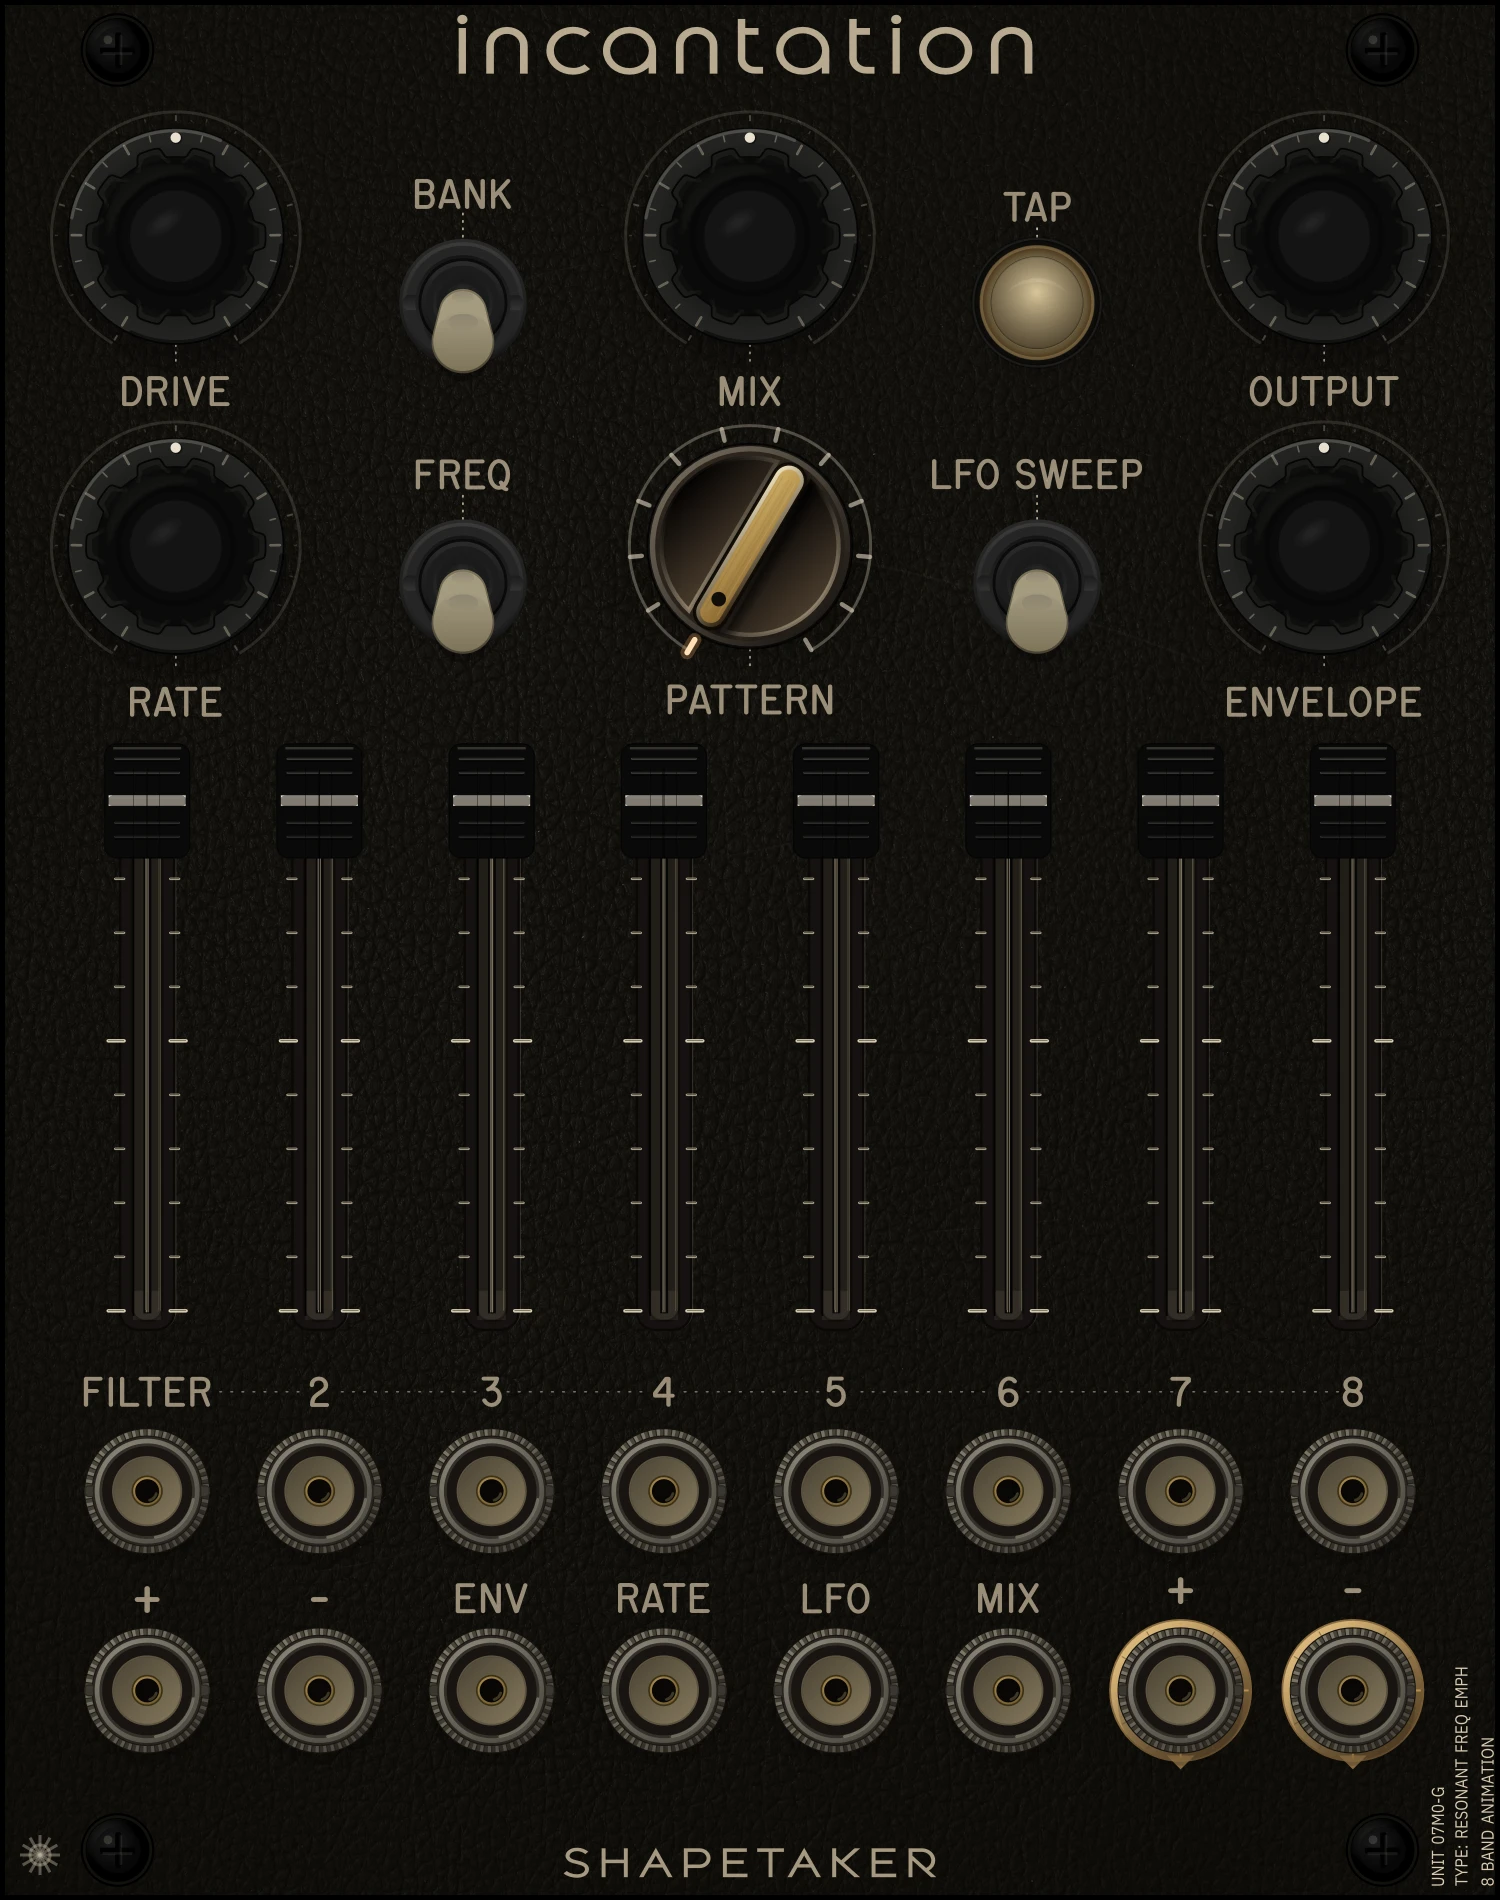 incantation
BANK
TAP
DRIVE
MIX
OUTPUT
FREQ
LFO SWEEP
RATE
PATTERN
ENVELOPE
FILTER 2 3 4 5 6 7 8
+ - ENV RATE LFO MIX + -
SHAPETAKER
UNIT 07M0-G
TYPE: RESONANT FREQ EMPH
8 BAND ANIMATION